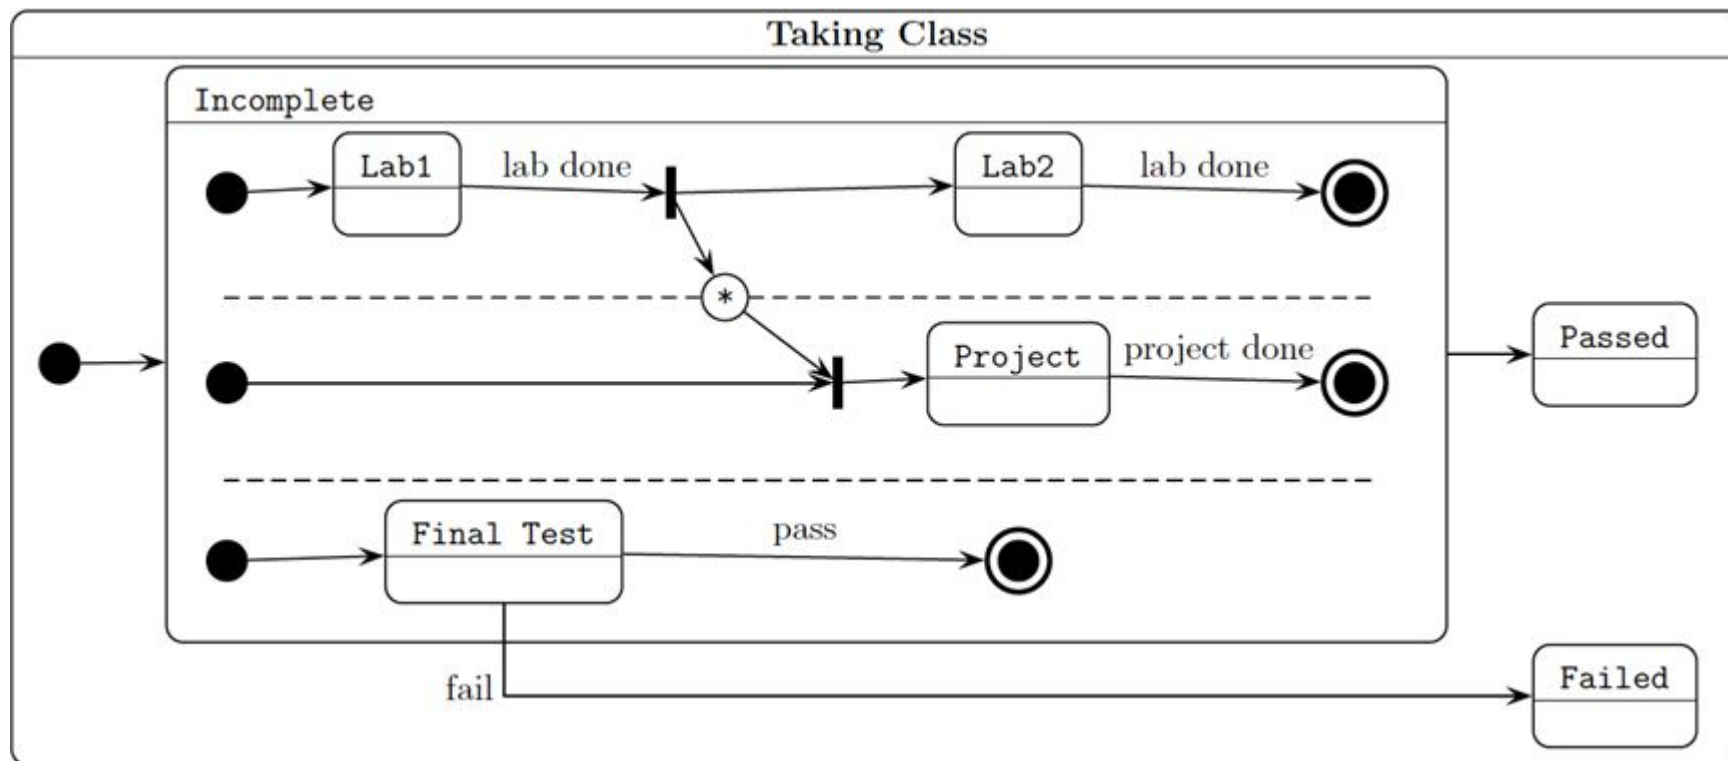 Taking Class
Incomplete
Lab1
lab done
Lab2
lab done
*
Project
project done
Passed
Final Test
pass
fail
Failed